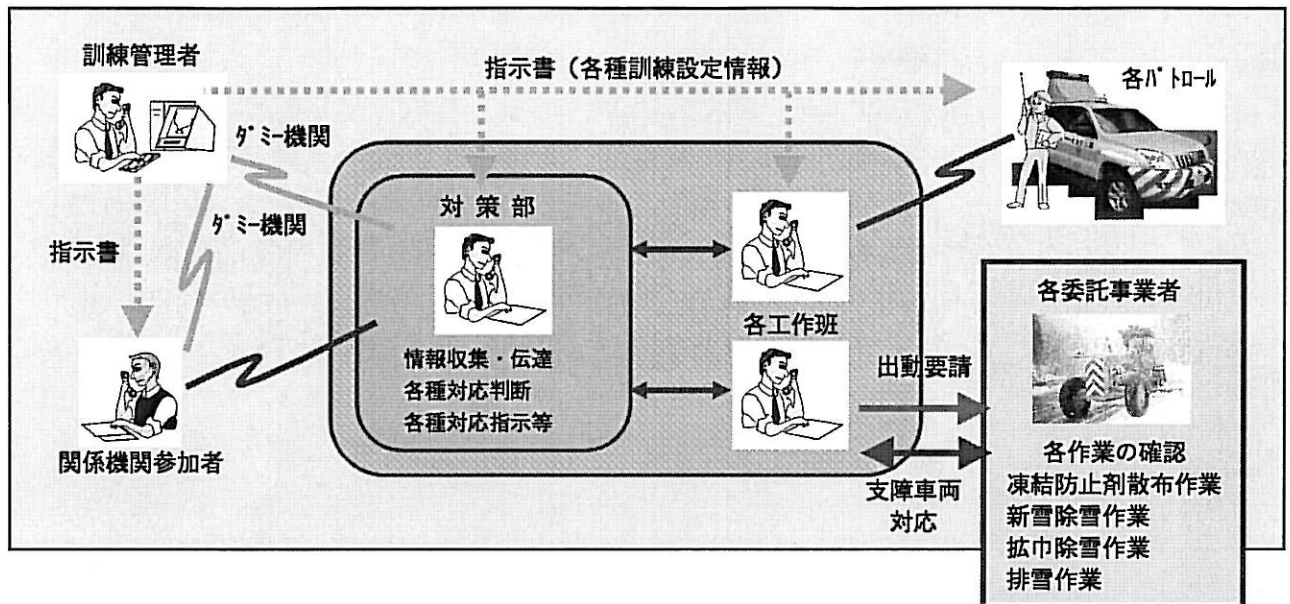 訓練管理者
指示書（各種訓練設定情報）
各ﾊﾟﾄﾛｰﾙ
ﾀﾞﾐｰ機関
ﾀﾞﾐｰ機関
指示書
対策部
情報収集・伝達
各種対応判断
各種対応指示等
各工作班
関係機関参加者
出動要請
支障車両
対応
各委託事業者
各作業の確認
凍結防止剤散布作業
新雪除雪作業
拡巾除雪作業
排雪作業